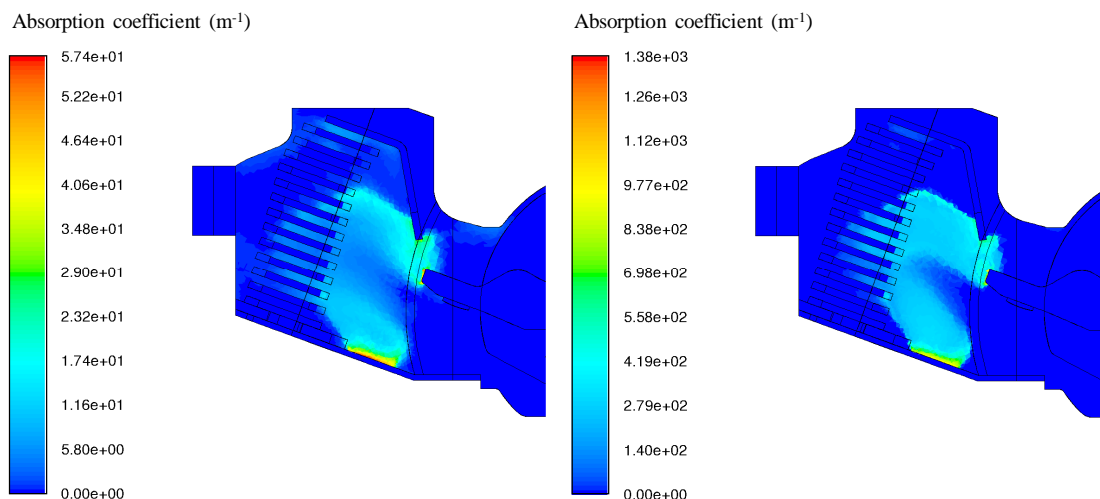 Absorption coefficient (m-1)
5.74e+01
5.22e+01
4.64e+01
4.06e+01
3.48e+01
2.90e+01
2.32e+01
1.74e+01
1.16e+01
5.80e+00
0.00e+00
Absorption coefficient (m-1)
1.38e+03
1.26e+03
1.12e+03
9.77e+02
8.38e+02
6.98e+02
5.58e+02
4.19e+02
2.79e+02
1.40e+02
0.00e+00